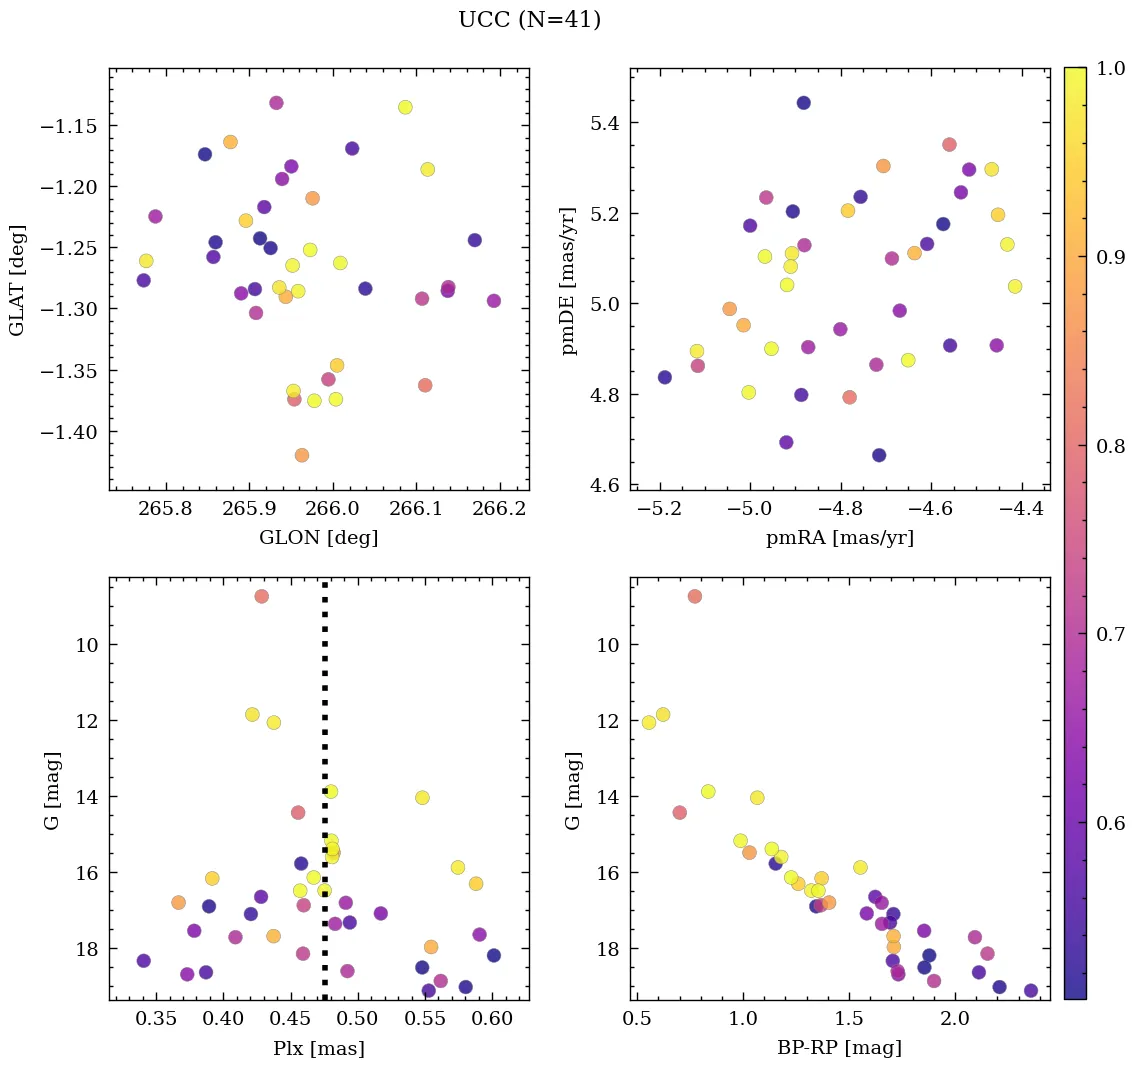 UCC (N=41)
−1.15
−1.20
−1.25
−1.30
−1.35
−1.40
GLAT [deg]
265.8 265.9 266.0 266.1 266.2
GLON [deg]
5.4
5.2
5.0
4.8
4.6
pmDE [mas/yr]
−5.2 −5.0 −4.8 −4.6 −4.4
pmRA [mas/yr]
10
12
14
16
18
G [mag]
0.35 0.40 0.45 0.50 0.55 0.60
Plx [mas]
10
12
14
16
18
G [mag]
0.5 1.0 1.5 2.0
BP-RP [mag]
1.0
0.9
0.8
0.7
0.6